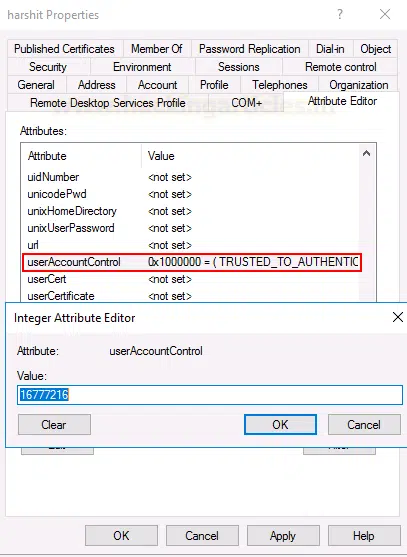 harshit Properties
Published Certificates Member Of Password Replication Dial-in Object
Security Environment Sessions Remote control
General Address Account Profile Telephones Organization
Remote Desktop Services Profile COM+ Attribute Editor
Attributes:
Attribute Value
uidNumber <not set>
unicodePwd <not set>
unixHomeDirectory <not set>
unixUserPassword <not set>
url <not set>
userAccountControl 0x1000000 = ( TRUSTED_TO_AUTHENTIC
userCert <not set>
userCertificate <not set>
Integer Attribute Editor
Attribute: userAccountControl
Value:
16777216
Clear OK Cancel
OK Cancel Apply Help